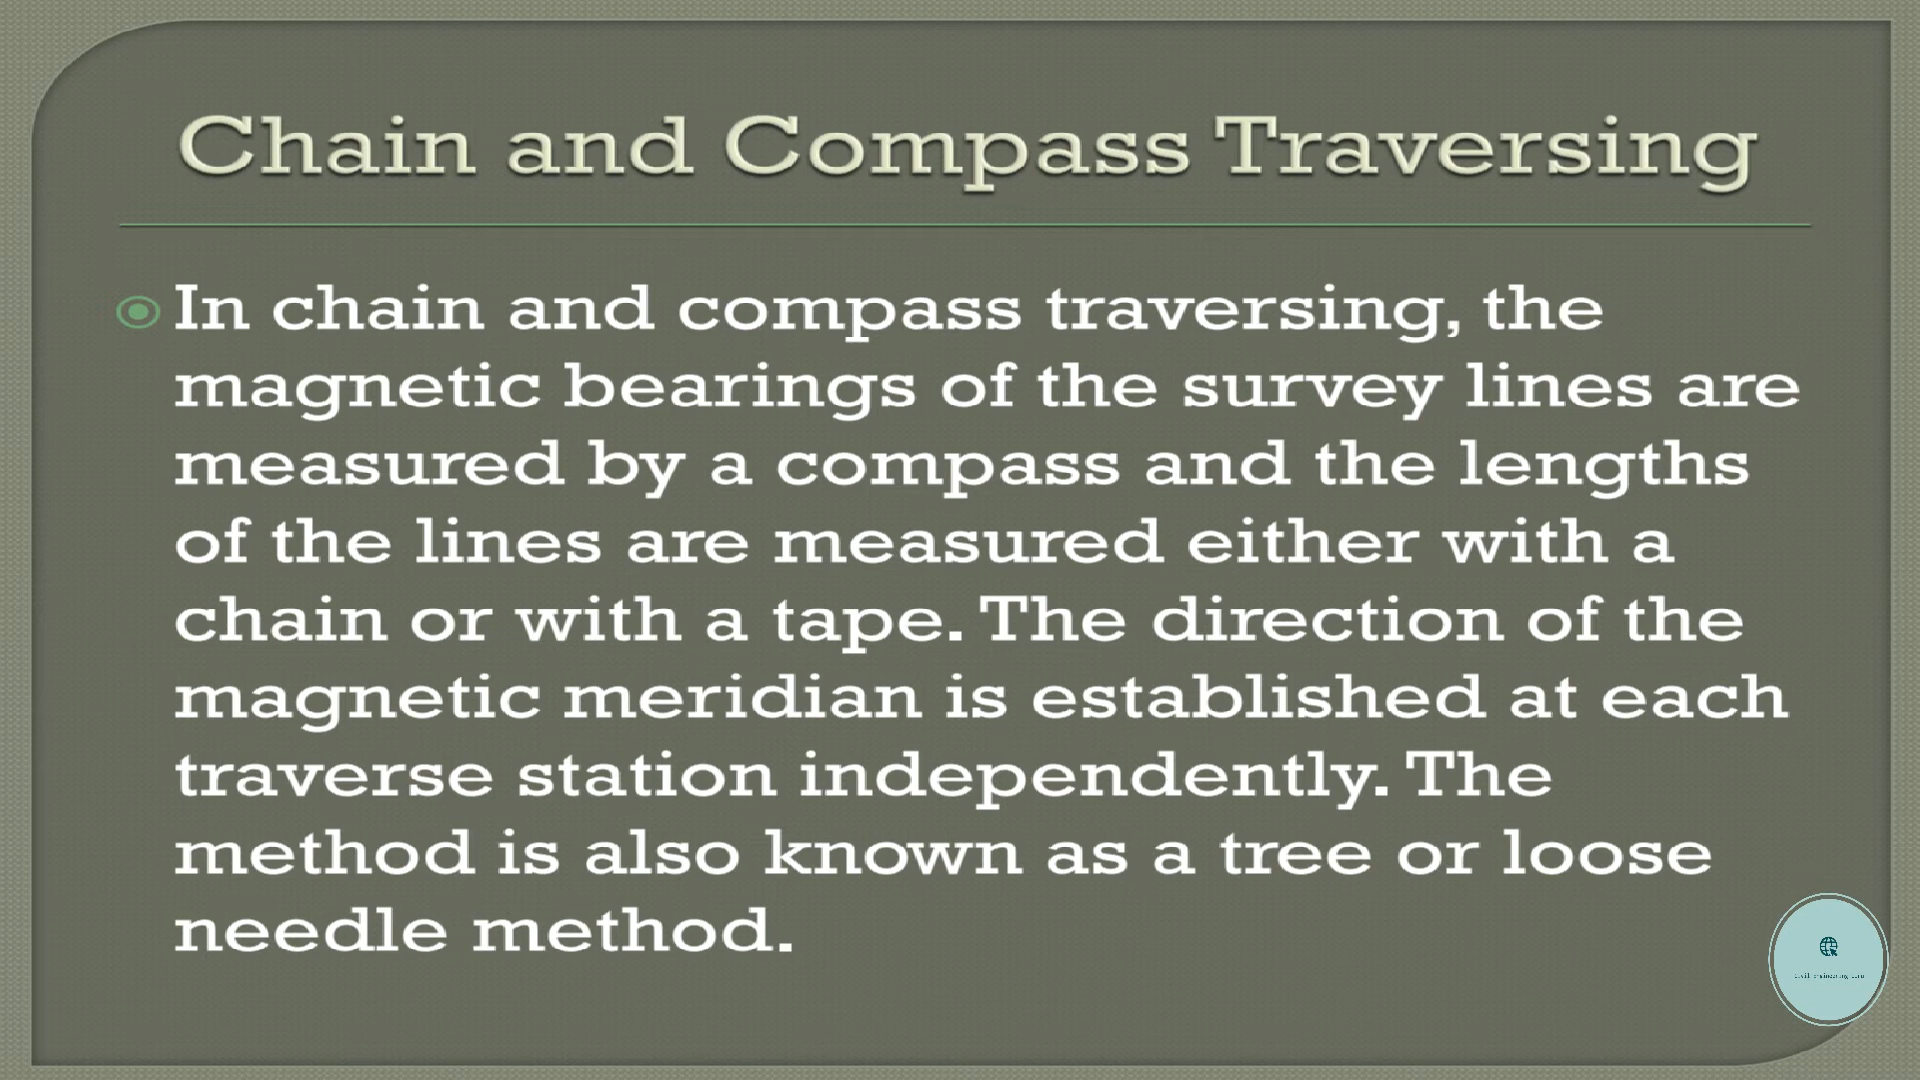 Chain and Compass Traversing
In chain and compass traversing, the
magnetic bearings of the survey lines are
measured by a compass and the lengths
of the lines are measured either with a
chain or with a tape. The direction of the
magnetic meridian is established at each
traverse station independently. The
method is also known as a tree or loose
needle method.